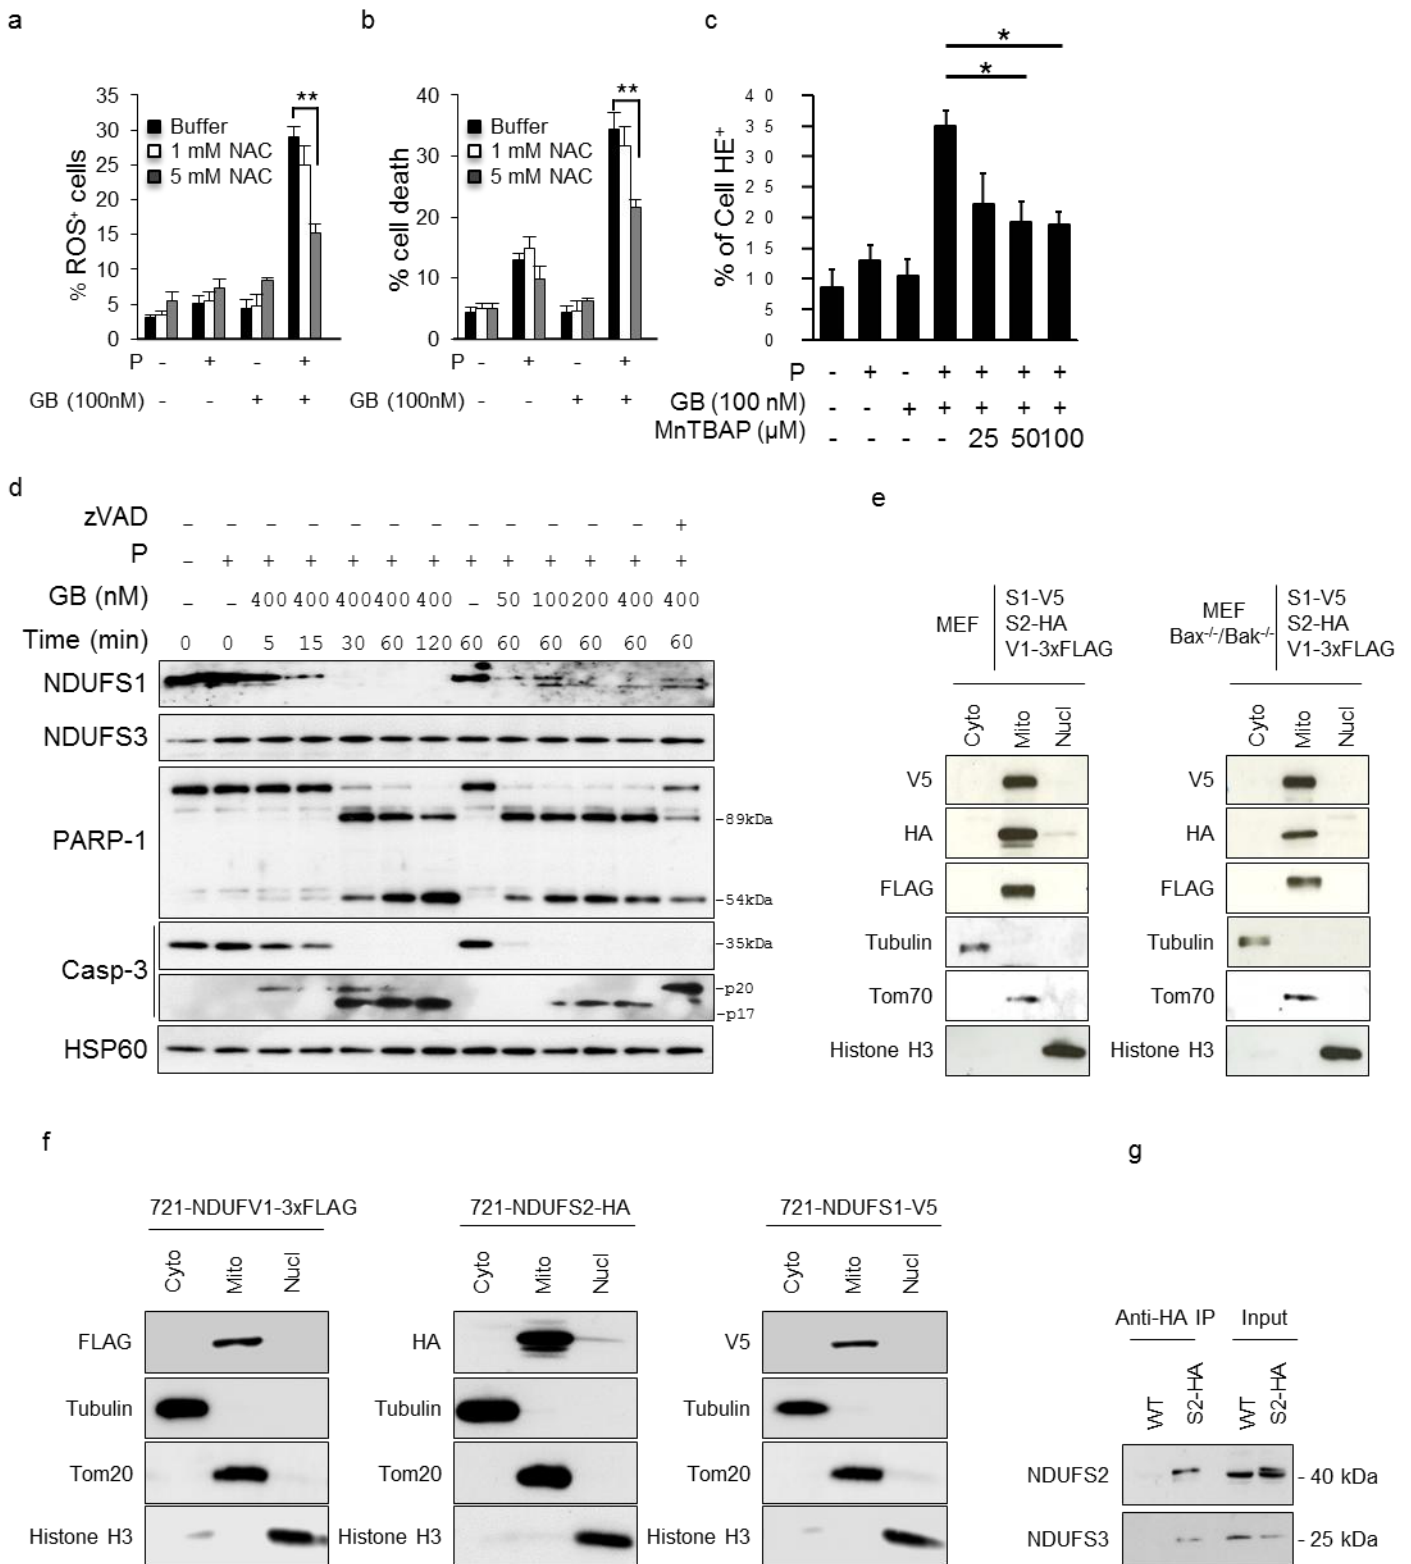 a
35
30
25
20
15
10
5
0
% ROS⁺ cells
Buffer
1 mM NAC
5 mM NAC
**
P - + - +
GB (100nM) - - + +
b
40
30
20
10
0
% cell death
Buffer
1 mM NAC
5 mM NAC
**
P - + - +
GB (100nM) - - + +
c
4 0
3 5
3 0
2 5
2 0
1 5
1 0
5
0
% of Cell HE⁺
*
*
P - + - + + + +
GB (100 nM) - - + + + + +
MnTBAP (µM) - - - - 25 50 100
d
zVAD - - - - - - - - - - - - +
P - + + + + + + + + + + + +
GB (nM) - - 400 400 400 400 400 - 50 100 200 400 400
Time (min) 0 0 5 15 30 60 120 60 60 60 60 60 60
NDUFS1
NDUFS3
PARP-1
-89kDa
-54kDa
Casp-3
-35kDa
-p20
-p17
HSP60
e
MEF
S1-V5
S2-HA
V1-3xFLAG
Cyto Mito Nucl
V5
HA
FLAG
Tubulin
Tom70
Histone H3
MEF
Bax⁻/⁻/Bak⁻/⁻
S1-V5
S2-HA
V1-3xFLAG
Cyto Mito Nucl
V5
HA
FLAG
Tubulin
Tom70
Histone H3
f
721-NDUFV1-3xFLAG
Cyto Mito Nucl
FLAG
Tubulin
Tom20
Histone H3
721-NDUFS2-HA
Cyto Mito Nucl
HA
Tubulin
Tom20
Histone H3
721-NDUFS1-V5
Cyto Mito Nucl
V5
Tubulin
Tom20
Histone H3
g
Anti-HA IP Input
WT S2-HA WT S2-HA
NDUFS2 - 40 kDa
NDUFS3 - 25 kDa